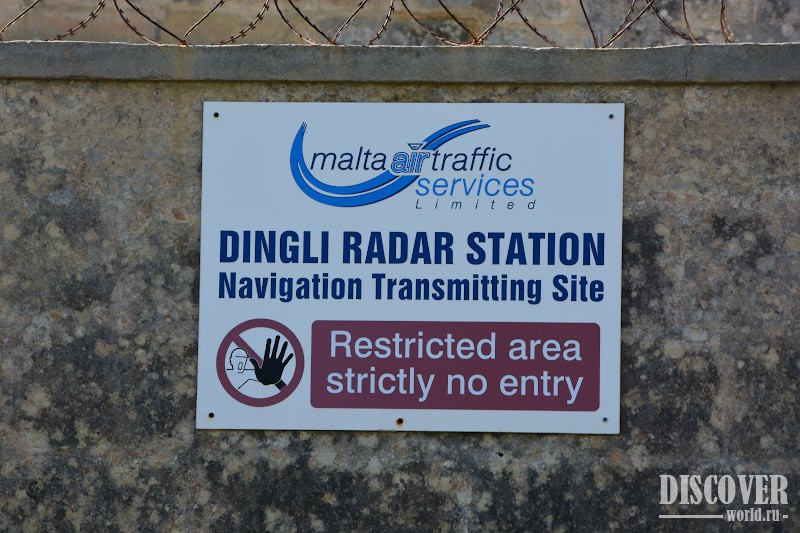 malta air traffic
services
Limited
DINGLI RADAR STATION
Navigation Transmitting Site
Restricted area
strictly no entry
DISCOVER
world.ru